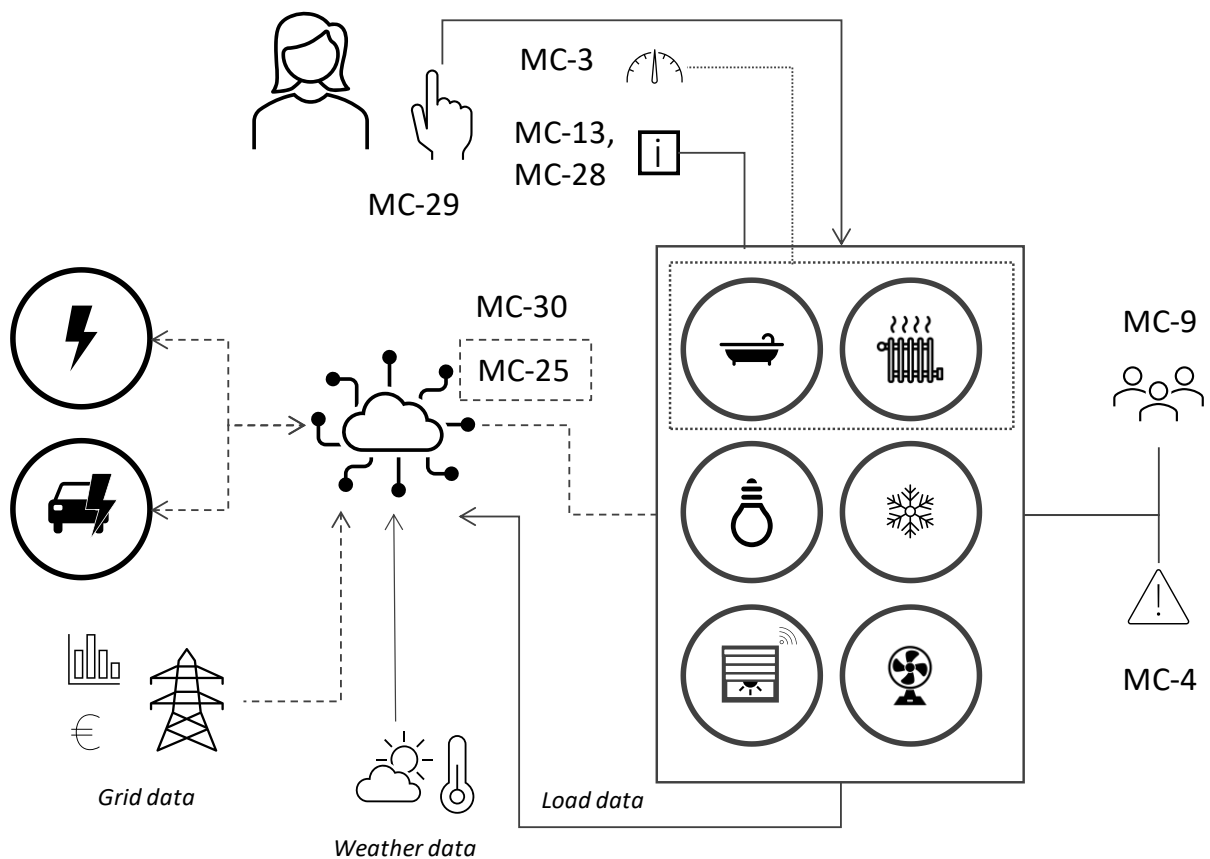 MC-3
MC-13,
MC-28
i
MC-29
MC-30
MC-25
MC-9
MC-4
€
Grid data
Load data
Weather data